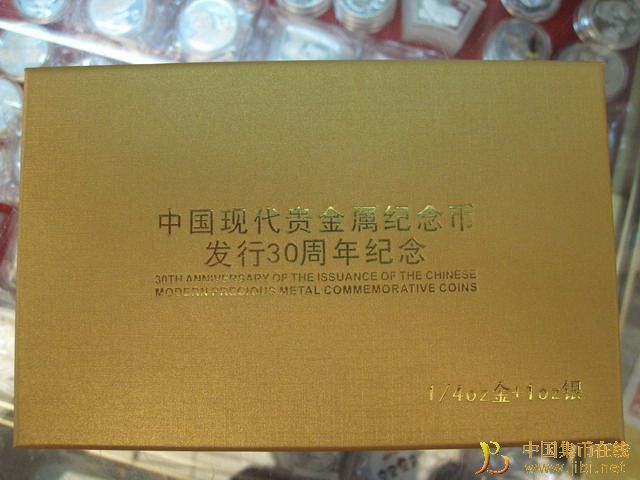 中国现代贵金属纪念币
发行30周年纪念
30TH ANNIVERSARY OF THE ISSUANCE OF THE CHINESE
MODERN PRECIOUS METAL COMMEMORATIVE COINS
1/4oz金+1oz银
中国集币在线
www.jibi.net